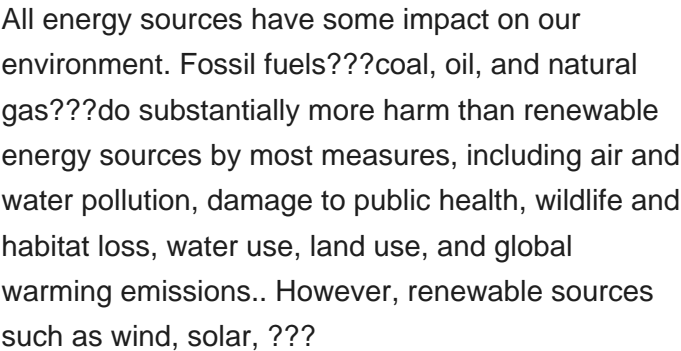 All energy sources have some impact on our
environment. Fossil fuels???coal, oil, and natural
gas???do substantially more harm than renewable
energy sources by most measures, including air and
water pollution, damage to public health, wildlife and
habitat loss, water use, land use, and global
warming emissions.. However, renewable sources
such as wind, solar, ???